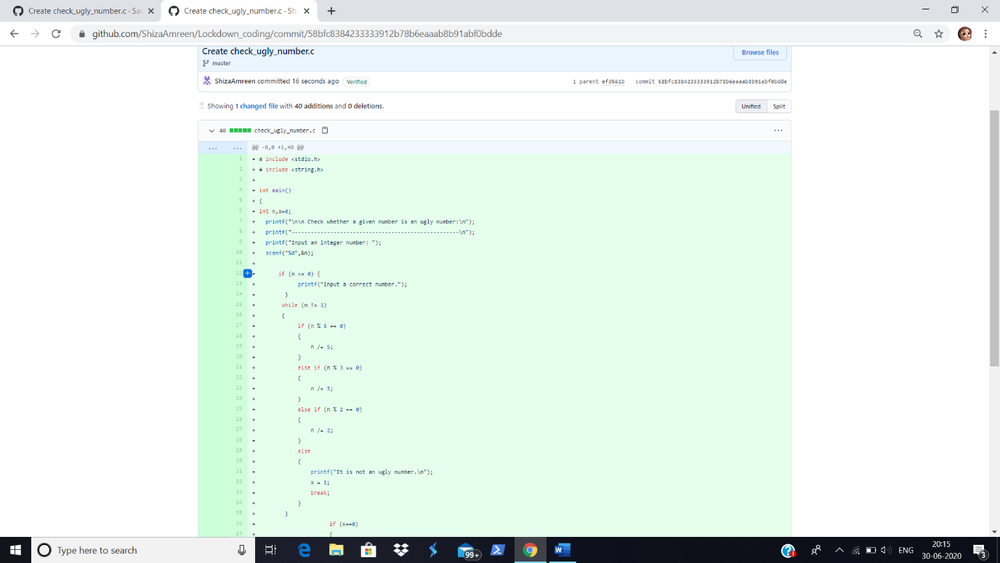 Create check_ugly_number.c · Sa
Create check_ugly_number.c · Shi
github.com/ShizaAmreen/Lockdown_coding/commit/58bfc8384233333912b78b6eaaab8b91abf0bdde
Create check_ugly_number.c
Browse files
master
ShizaAmreen committed 16 seconds ago Verified
1 parent efd561b commit 58bfc8384233333912b78b6eaaab8b91abf0bdde
Showing 1 changed file with 40 additions and 0 deletions.
Unified Split
40 check_ugly_number.c
... ... @@ -0,0 +1,40 @@
1 + # include <stdio.h>
2 + # include <string.h>
3 +
4 + int main()
5 + {
6 + int n,x=0;
7 + printf("\n\n Check whether a given number is an ugly number:\n");
8 + printf("----------------------------------------------------\n");
9 + printf("Input an integer number: ");
10 + scanf("%d",&n);
11 +
12 + if (n <= 0) {
13 + printf("Input a correct number.");
14 + }
15 + while (n != 1)
16 + {
17 + if (n % 5 == 0)
18 + {
19 + n /= 5;
20 + }
21 + else if (n % 3 == 0)
22 + {
23 + n /= 3;
24 + }
25 + else if (n % 2 == 0)
26 + {
27 + n /= 2;
28 + }
29 + else
30 + {
31 + printf("It is not an ugly number.\n");
32 + x = 1;
33 + break;
34 + }
35 + }
36 + if (x==0)
37 + {
Type here to search
99+
ENG
20:15
30-06-2020
3